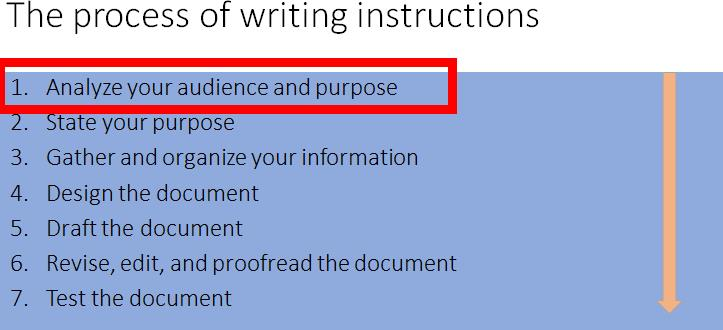 The process of writing instructions
1. Analyze your audience and purpose
2. State your purpose
3. Gather and organize your information
4. Design the document
5. Draft the document
6. Revise, edit, and proofread the document
7. Test the document